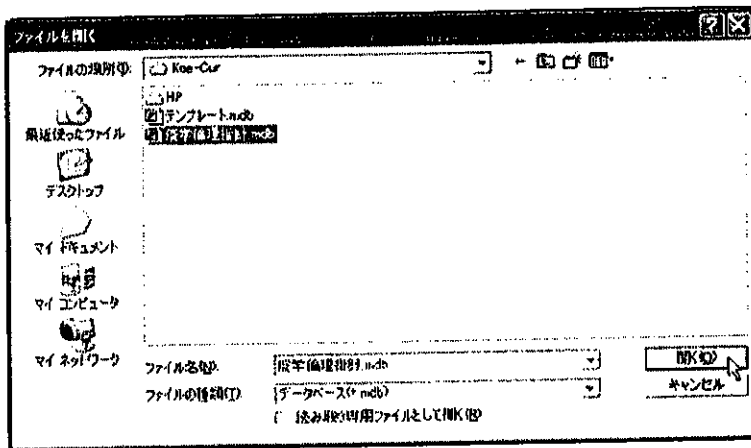 ファイルを開く
ファイルの場所(I):
Koe-Cur
HP
テンプレート.mdb
.mdb
最近使ったファイル
デスクトップ
マイ ドキュメント
マイ コンピュータ
マイ ネットワーク
ファイル名(N):
.mdb
開く(O)
ファイルの種類(T):
データベース(*.mdb)
キャンセル
読み取り専用ファイルとして開く(R)